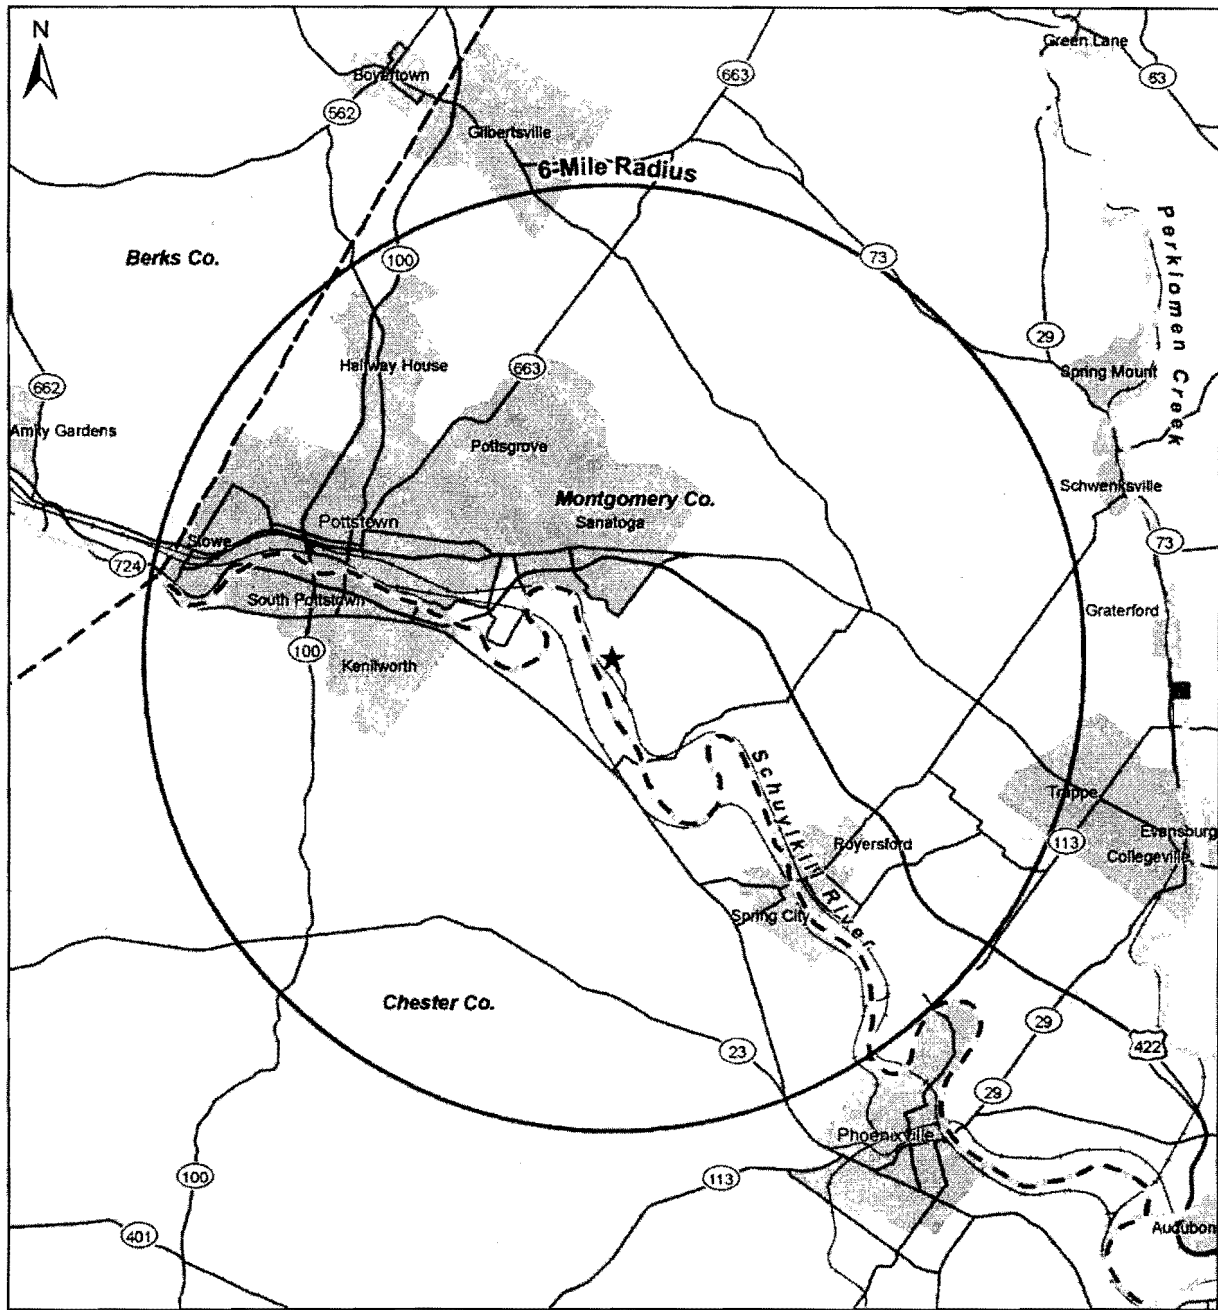 N
Green Lane
Boyertown
663
63
562
Gilbertsville
6-Mile Radius
Perkiomen Creek
Berks Co.
100
73
29
Halfway House
663
Spring Mount
662
Amity Gardens
Pottsgrove
Schwenksville
Montgomery Co.
Pottstown
Sanatoga
Stowe
73
724
South Pottstown
Graterford
100
Kenilworth
Schuylkill River
Trappe
Royersford
113
Evansburg
Collegeville
Spring City
Chester Co.
29
23
422
29
Phoenixville
100
113
401
Audubon